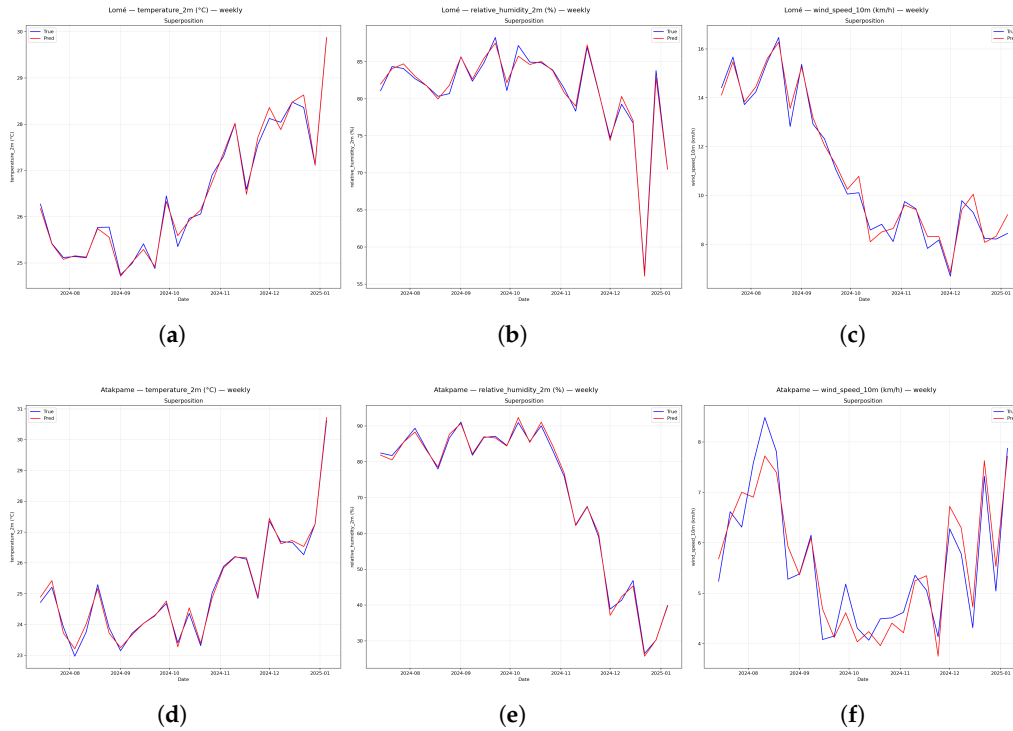 Lomé — temperature_2m (°C) — weekly
Superposition
True
Pred
30
29
28
27
26
25
temperature_2m (°C)
2024-08
2024-09
2024-10
2024-11
2024-12
2025-01
Date
(a)
Lomé — relative_humidity_2m (%) — weekly
Superposition
True
Pred
85
80
75
70
65
60
55
relative_humidity_2m (%)
2024-08
2024-09
2024-10
2024-11
2024-12
2025-01
Date
(b)
Lomé — wind_speed_10m (km/h) — weekly
Superposition
Tru
Pre
16
14
12
10
8
wind_speed_10m (km/h)
2024-08
2024-09
2024-10
2024-11
2024-12
2025-01
Date
(c)
Atakpame — temperature_2m (°C) — weekly
Superposition
True
Pred
31
30
29
28
27
26
25
24
23
temperature_2m (°C)
2024-08
2024-09
2024-10
2024-11
2024-12
2025-01
Date
(d)
Atakpame — relative_humidity_2m (%) — weekly
Superposition
True
Pred
90
80
70
60
50
40
30
relative_humidity_2m (%)
2024-08
2024-09
2024-10
2024-11
2024-12
2025-01
Date
(e)
Atakpame — wind_speed_10m (km/h) — weekly
Superposition
Tru
Pre
8
7
6
5
4
wind_speed_10m (km/h)
2024-08
2024-09
2024-10
2024-11
2024-12
2025-01
Date
(f)